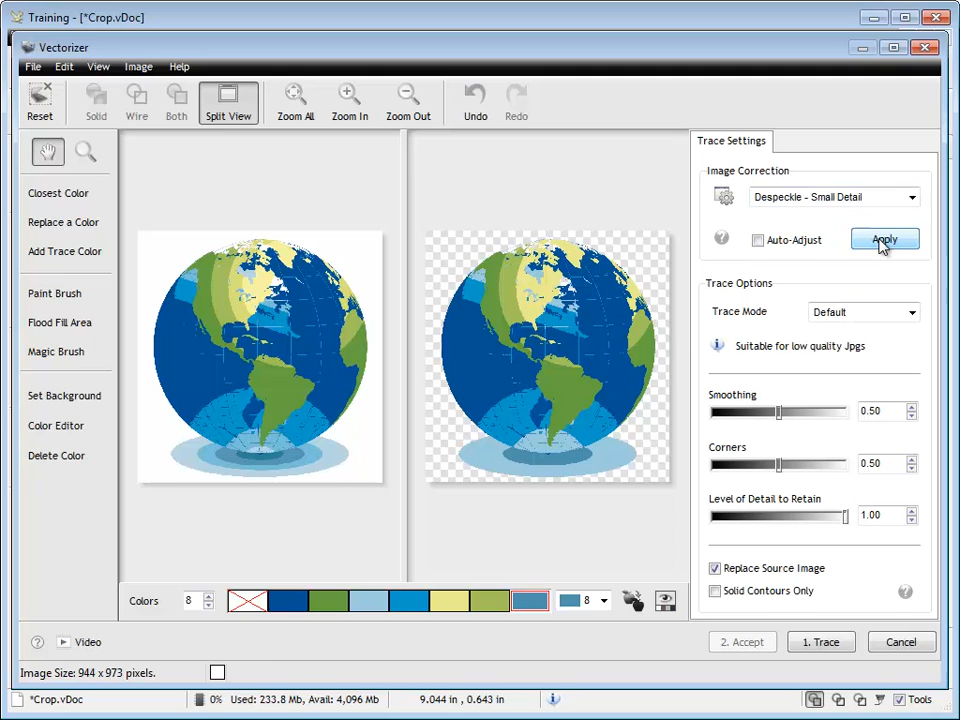 Training - [*Crop.vDoc]
Vectorizer
File Edit View Image Help
Reset Solid Wire Both Split View Zoom All Zoom In Zoom Out Undo Redo
Closest Color
Replace a Color
Add Trace Color
Paint Brush
Flood Fill Area
Magic Brush
Set Background
Color Editor
Delete Color
Trace Settings
Image Correction
Despeckle - Small Detail
Auto-Adjust Apply
Trace Options
Trace Mode Default
Suitable for low quality Jpgs
Smoothing
0.50
Corners
0.50
Level of Detail to Retain
1.00
Replace Source Image
Solid Contours Only
Colors 8 8
Video
2. Accept 1. Trace Cancel
Image Size: 944 x 973 pixels.
*Crop.vDoc 0% Used: 233.8 Mb, Avail: 4,096 Mb 9.044 in , 0.643 in Tools